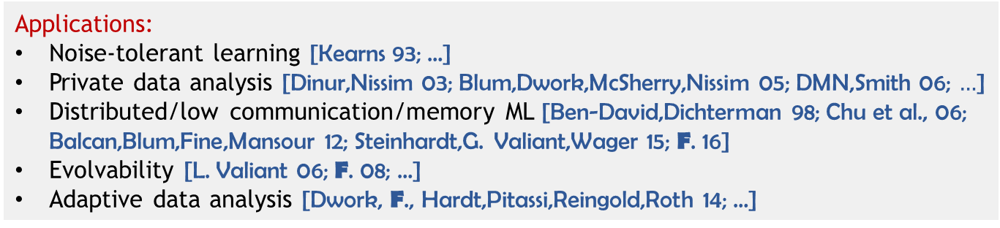 Applications:
• Noise-tolerant learning [Kearns 93; …]
• Private data analysis [Dinur,Nissim 03; Blum,Dwork,McSherry,Nissim 05; DMN,Smith 06; …]
• Distributed/low communication/memory ML [Ben-David,Dichterman 98; Chu et al., 06;
Balcan,Blum,Fine,Mansour 12; Steinhardt,G. Valiant,Wager 15; F. 16]
• Evolvability [L. Valiant 06; F. 08; …]
• Adaptive data analysis [Dwork, F., Hardt,Pitassi,Reingold,Roth 14; …]